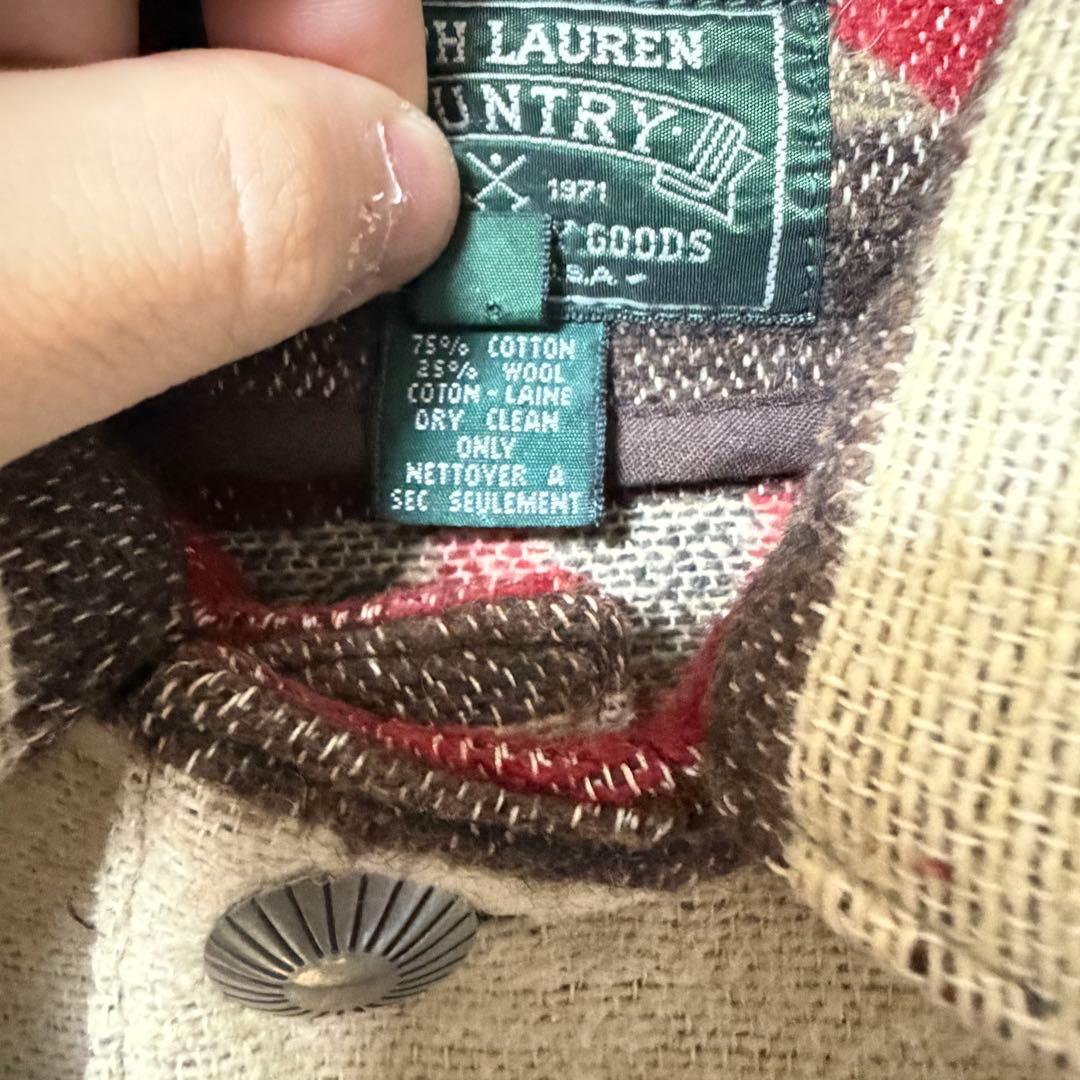 H LAUREN
UNTRY
1971
GOODS
S.A.
75% COTTON
25% WOOL
COTON - LAINE
DRY CLEAN
ONLY
NETTOYER A
SEC SEULEMENT